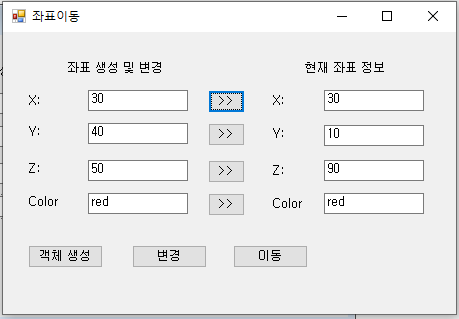 좌표이동
좌표 생성 및 변경 현재 좌표 정보
X: 30 >> X: 30
Y: 40 >> Y: 10
Z: 50 >> Z: 90
Color red >> Color red
객체 생성 변경 이동